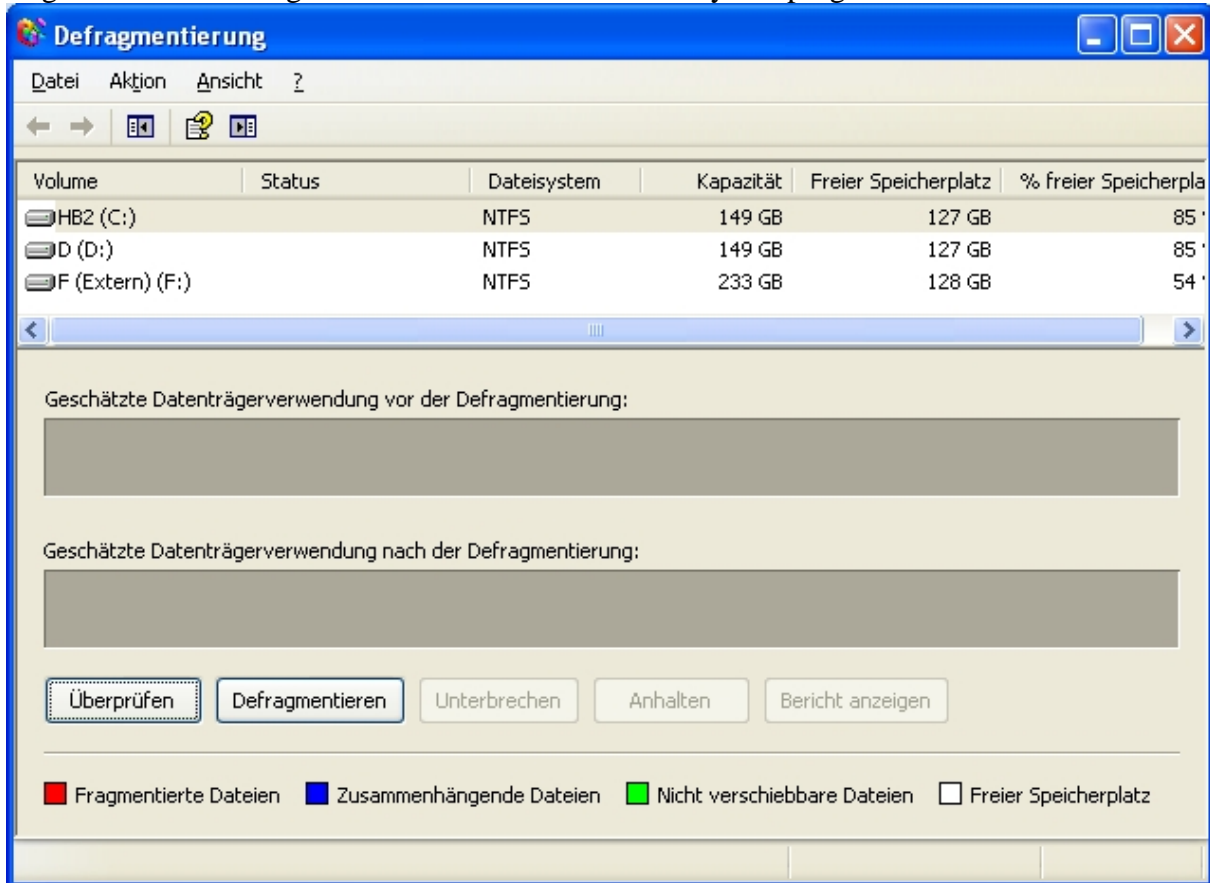 Defragmentierung
Datei Aktion Ansicht ?
Volume Status Dateisystem Kapazität Freier Speicherplatz % freier Speicherpla
HB2 (C:) NTFS 149 GB 127 GB 85
D (D:) NTFS 149 GB 127 GB 85
F (Extern) (F:) NTFS 233 GB 128 GB 54
Geschätzte Datenträgerverwendung vor der Defragmentierung:
Geschätzte Datenträgerverwendung nach der Defragmentierung:
Überprüfen Defragmentieren Unterbrechen Anhalten Bericht anzeigen
Fragmentierte Dateien Zusammenhängende Dateien Nicht verschiebbare Dateien Freier Speicherplatz